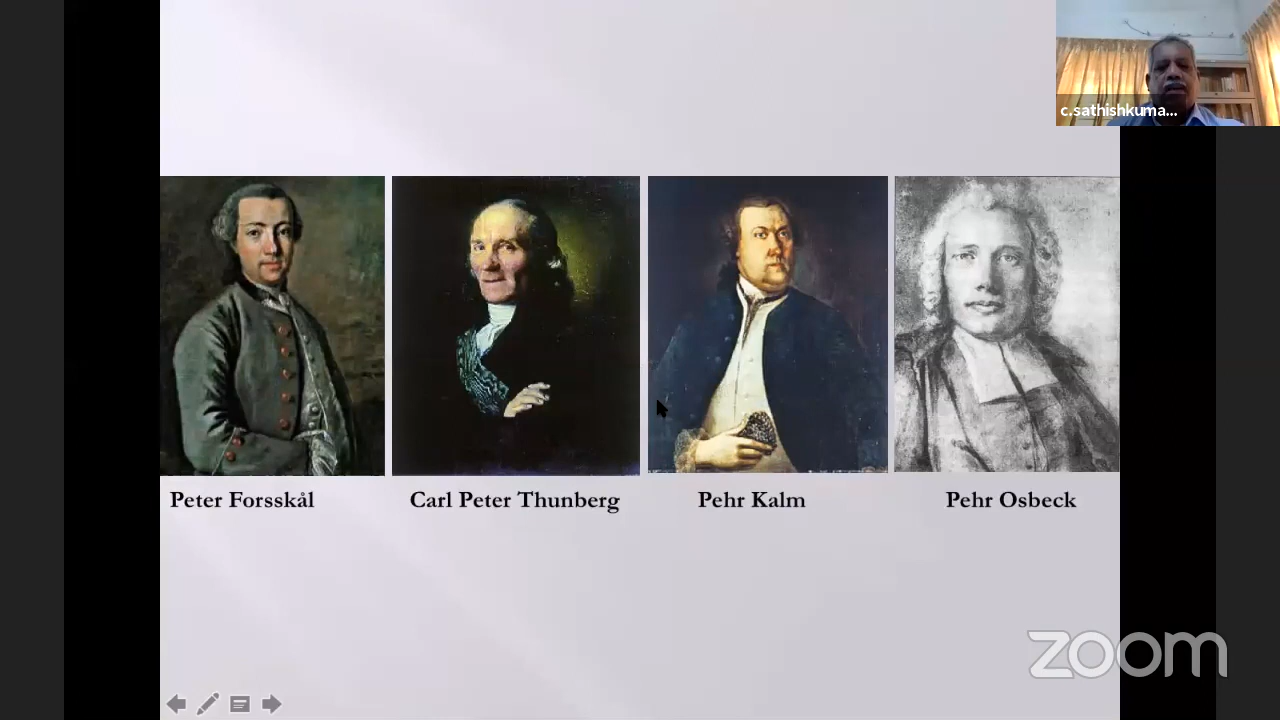 c.sathishkuma...
Peter Forsskål
Carl Peter Thunberg
Pehr Kalm
Pehr Osbeck
zoom